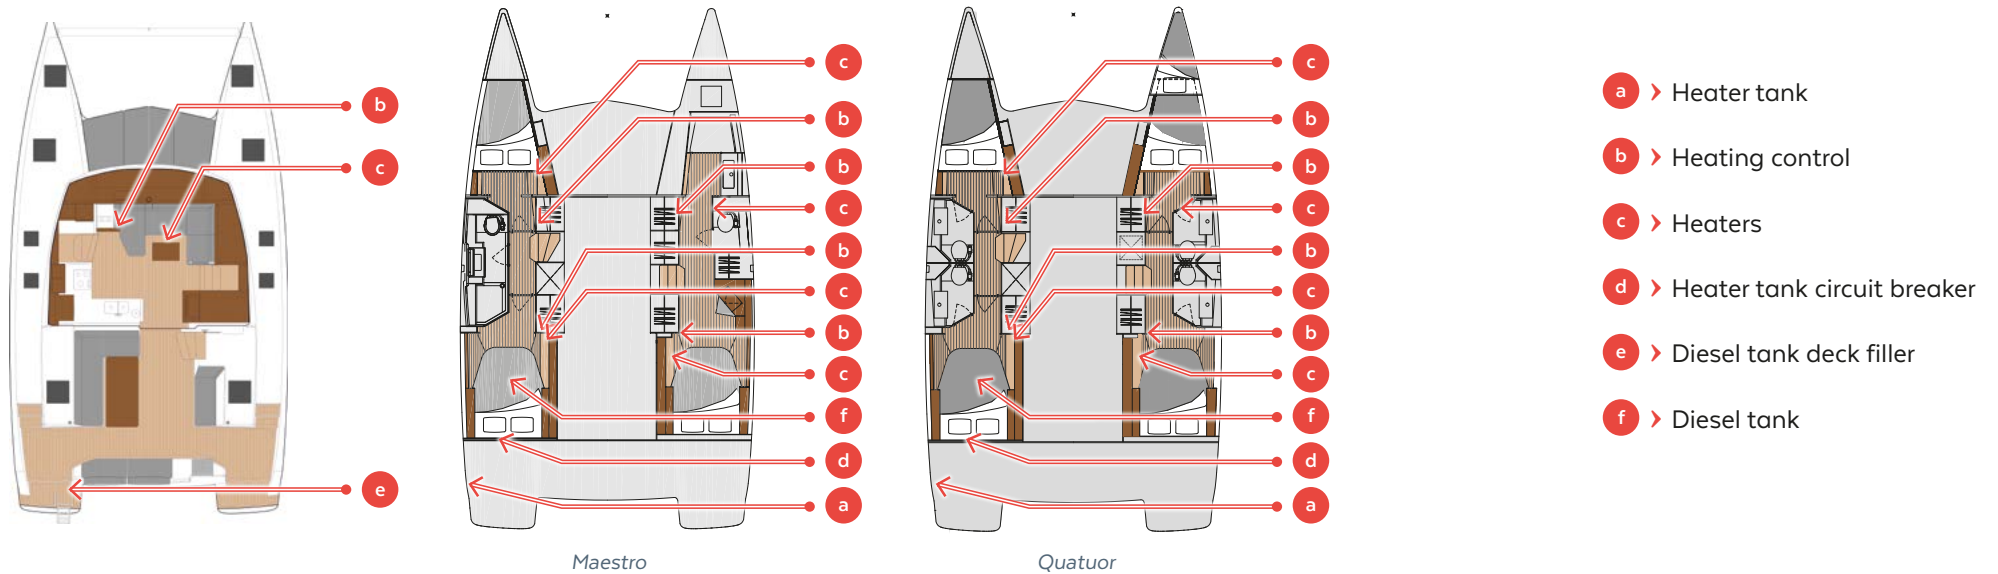 b
c
e
c
b
b
c
b
c
b
c
f
d
a
Maestro
c
b
b
c
b
c
b
c
f
d
a
Quatuor
a › Heater tank
b › Heating control
c › Heaters
d › Heater tank circuit breaker
e › Diesel tank deck filler
f › Diesel tank